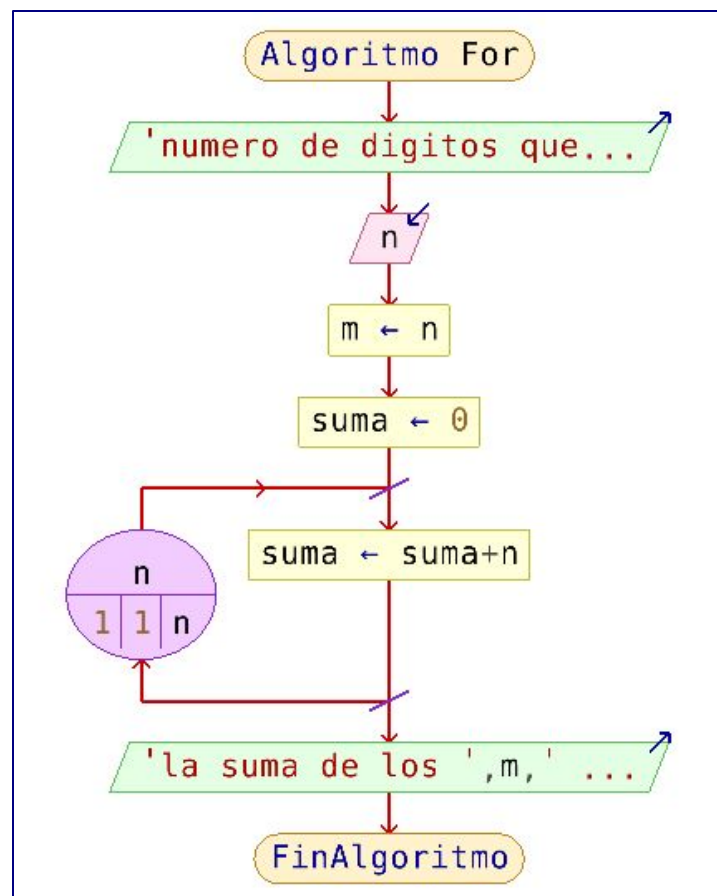 Algoritmo For
'numero de digitos que...
n
m ← n
suma ← 0
suma ← suma+n
n
1 1 n
'la suma de los ',m,' ...
FinAlgoritmo